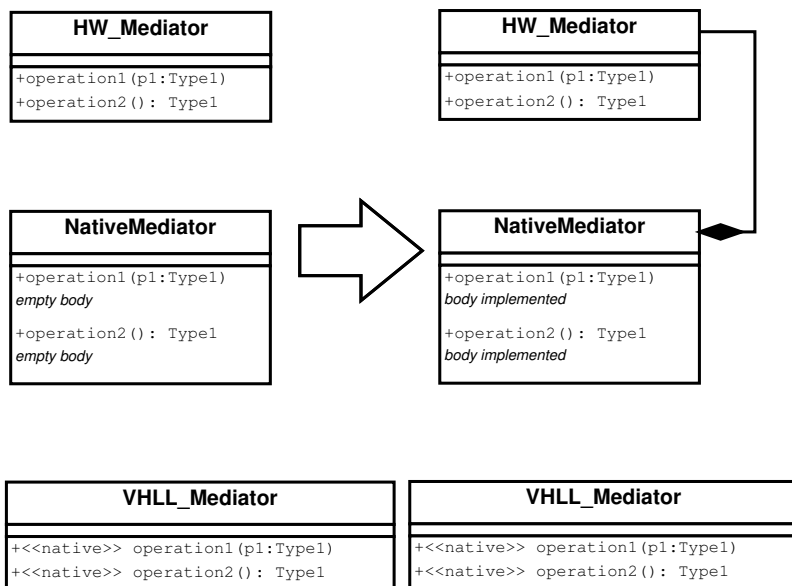 HW_Mediator
+operation1(p1:Type1)
+operation2(): Type1
HW_Mediator
+operation1(p1:Type1)
+operation2(): Type1
NativeMediator
+operation1(p1:Type1)
empty body
+operation2(): Type1
empty body
NativeMediator
+operation1(p1:Type1)
body implemented
+operation2(): Type1
body implemented
VHLL_Mediator
+<<native>> operation1(p1:Type1)
+<<native>> operation2(): Type1
VHLL_Mediator
+<<native>> operation1(p1:Type1)
+<<native>> operation2(): Type1